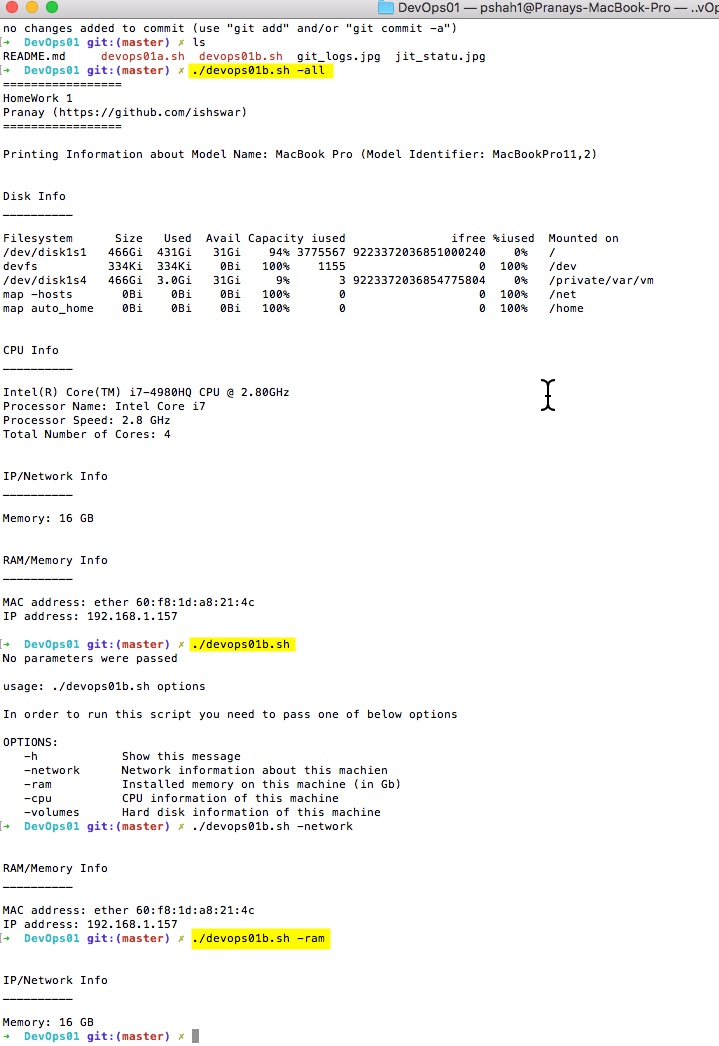 DevOps01 — pshah1@Pranays-MacBook-Pro — ..vOp
no changes added to commit (use "git add" and/or "git commit -a")
[→ DevOps01 git:(master) ✗ ls
README.md     devops01a.sh  devops01b.sh  git_logs.jpg  jit_statu.jpg
[→ DevOps01 git:(master) ✗ ./devops01b.sh -all
=================
HomeWork 1
Pranay (https://github.com/ishswar)
=================
Printing Information about Model Name: MacBook Pro (Model Identifier: MacBookPro11,2)
Disk Info
__________
Filesystem      Size   Used  Avail Capacity iused               ifree %iused  Mounted on
/dev/disk1s1   466Gi  431Gi   31Gi    94% 3775567 9223372036851000240    0%   /
devfs          334Ki  334Ki    0Bi   100%    1155                   0  100%   /dev
/dev/disk1s4   466Gi  3.0Gi   31Gi     9%       3 9223372036854775804    0%   /private/var/vm
map -hosts       0Bi    0Bi    0Bi   100%       0                   0  100%   /net
map auto_home    0Bi    0Bi    0Bi   100%       0                   0  100%   /home
CPU Info
__________
Intel(R) Core(TM) i7-4980HQ CPU @ 2.80GHz
Processor Name: Intel Core i7
Processor Speed: 2.8 GHz
Total Number of Cores: 4
IP/Network Info
__________
Memory: 16 GB
RAM/Memory Info
__________
MAC address: ether 60:f8:1d:a8:21:4c
IP address: 192.168.1.157
[→ DevOps01 git:(master) ✗ ./devops01b.sh
No parameters were passed
usage: ./devops01b.sh options
In order to run this script you need to pass one of below options
OPTIONS:
-h            Show this message
-network      Network information about this machien
-ram          Installed memory on this machine (in Gb)
-cpu          CPU information of this machine
-volumes      Hard disk information of this machine
[→ DevOps01 git:(master) ✗ ./devops01b.sh -network
RAM/Memory Info
__________
MAC address: ether 60:f8:1d:a8:21:4c
IP address: 192.168.1.157
[→ DevOps01 git:(master) ✗ ./devops01b.sh -ram
IP/Network Info
__________
Memory: 16 GB
→ DevOps01 git:(master) ✗